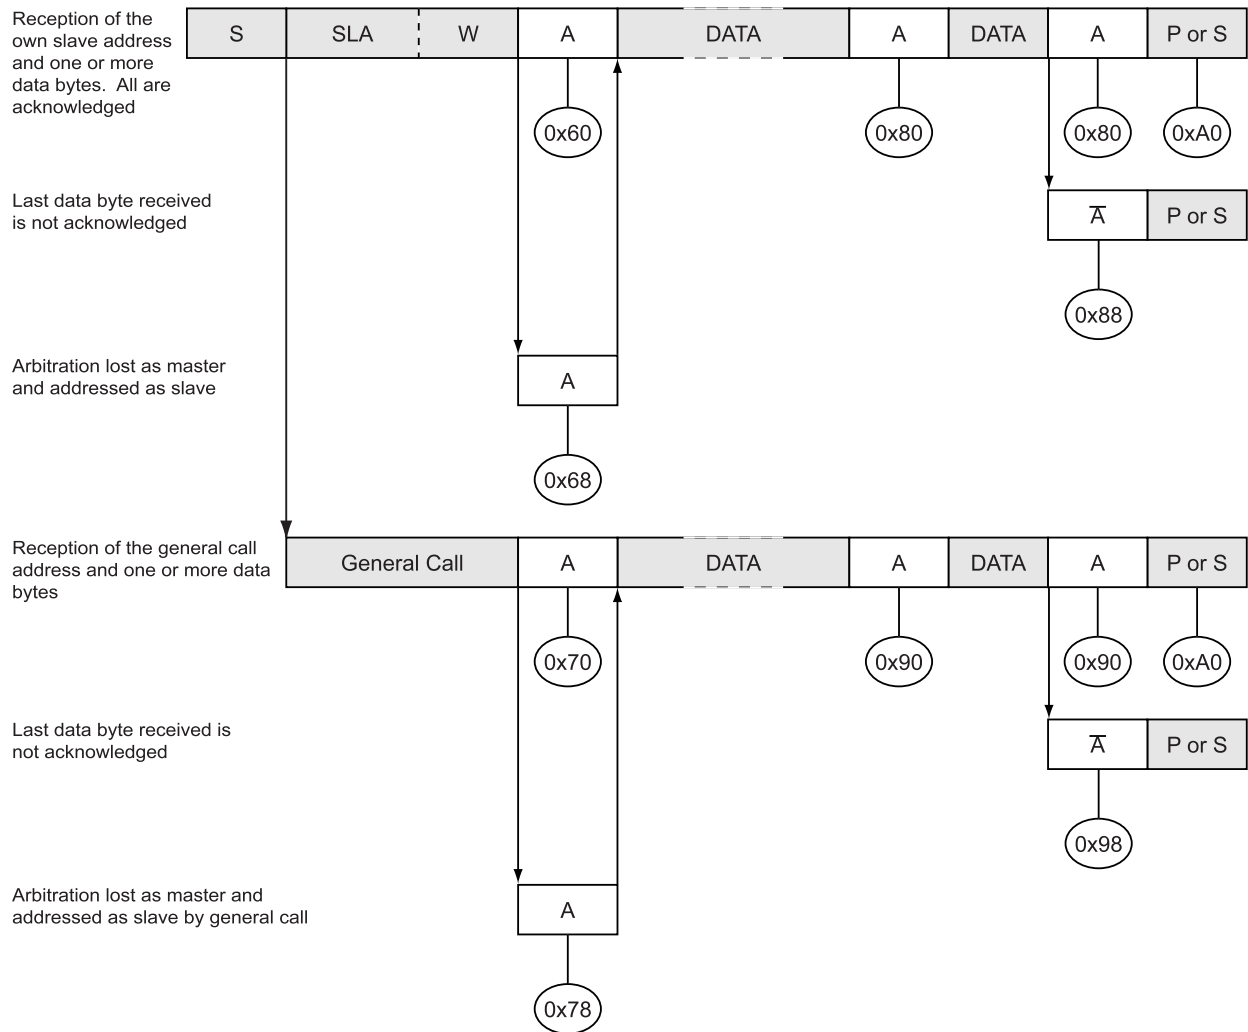 Reception of the
own slave address
and one or more
data bytes.  All are
acknowledged
S SLA W A DATA A DATA A P or S
0x60 0x80 0x80 0xA0
Last data byte received
is not acknowledged
A̅ P or S
0x88
Arbitration lost as master
and addressed as slave
A
0x68
Reception of the general call
address and one or more data
bytes
General Call A DATA A DATA A P or S
0x70 0x90 0x90 0xA0
Last data byte received is
not acknowledged
A̅ P or S
0x98
Arbitration lost as master and
addressed as slave by general call
A
0x78